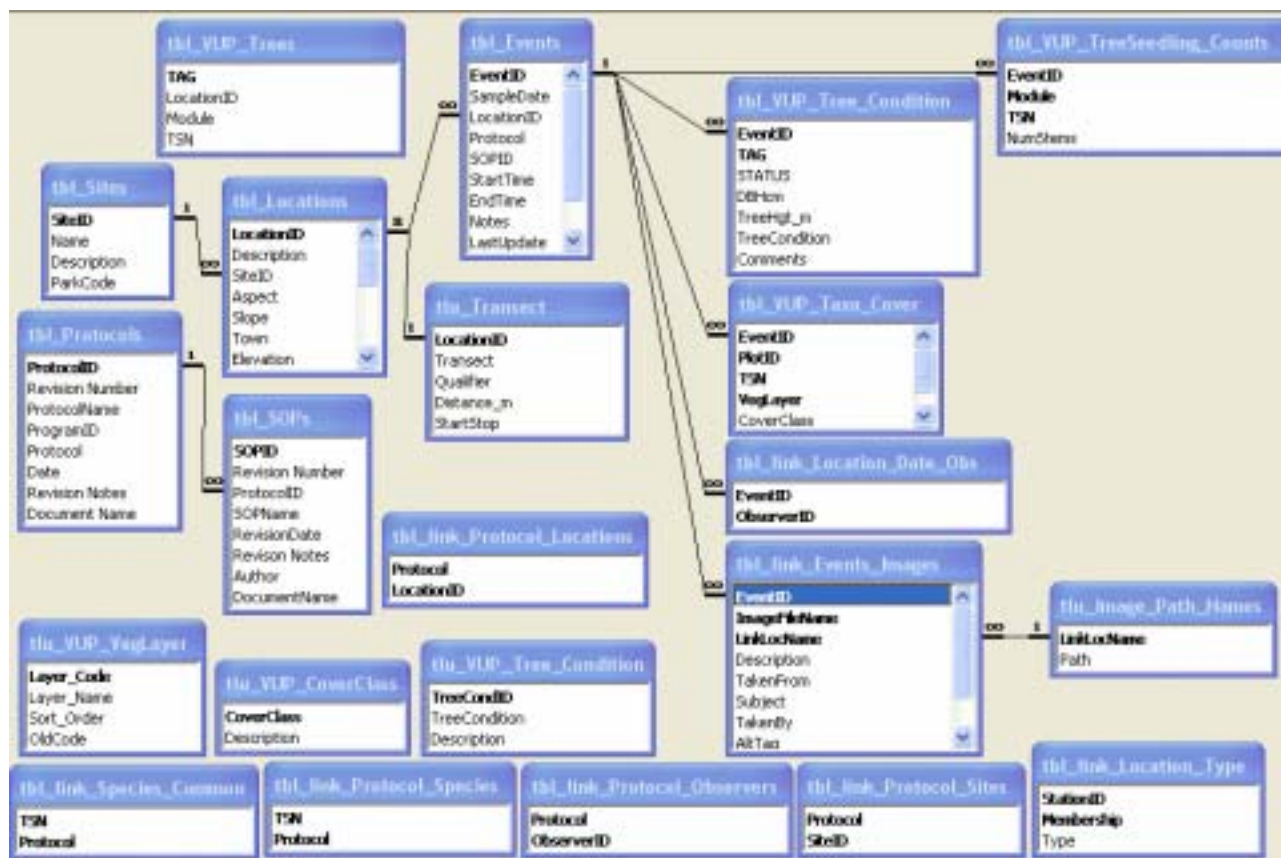 tbl_VUP_Trees
TAG
LocationID
Module
TSN
tbl_Events
EventID
SampleDate
LocationID
Protocol
SOPID
StartTime
EndTime
Notes
LastUpdate
tbl_VUP_TreeSeedling_Counts
EventID
Module
TSN
NumStems
tbl_VUP_Tree_Condition
EventID
TAG
STATUS
DBHcm
TreeHgt_m
TreeCondition
Comments
tbl_Sites
SiteID
Name
Description
ParkCode
tbl_Locations
LocationID
Description
SiteID
Aspect
Slope
Town
Elevation
tlu_Transect
LocationID
Transect
Qualifier
Distance_m
StartStop
tbl_VUP_Taxa_Cover
EventID
PlotID
TSN
VegLayer
CoverClass
tbl_Protocols
ProtocolID
Revision Number
ProtocolName
ProgramID
Protocol
Date
Revision Notes
Document Name
tbl_SOPs
SOPID
Revision Number
ProtocolID
SOPName
RevisionDate
Revison Notes
Author
DocumentName
tbl_link_Protocol_Locations
Protocol
LocationID
tbl_link_Location_Date_Obs
EventID
ObserverID
tbl_link_Events_Images
EventID
ImageFileName
LinkLocName
Description
TakenFrom
Subject
TakenBy
AltTag
tlu_Image_Path_Names
LinkLocName
Path
tlu_VUP_VegLayer
Layer_Code
Layer_Name
Sort_Order
OldCode
tlu_VUP_CoverClass
CoverClass
Description
tlu_VUP_Tree_Condition
TreeCondID
TreeCondition
Description
tbl_link_Species_Common
TSN
Protocol
tbl_link_Protocol_Species
TSN
Protocol
tbl_link_Protocol_Observers
Protocol
ObserverID
tbl_link_Protocol_Sites
Protocol
SiteID
tbl_link_Location_Type
StationID
Membership
Type
1
∞
1
∞
1
∞
1
1
∞
∞
∞
∞
∞
∞
1